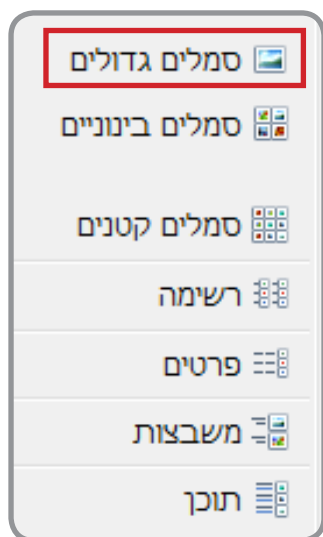 סמלים גדולים
סמלים בינוניים
סמלים קטנים
רשימה
פרטים
משבצות
תוכן